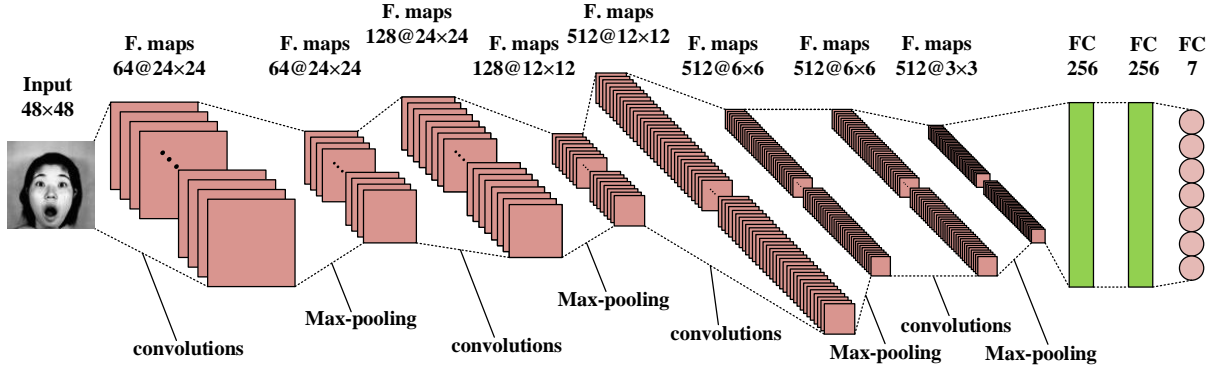 Input
48×48
F. maps
64@24×24
F. maps
64@24×24
F. maps
128@24×24
F. maps
128@12×12
F. maps
512@12×12
F. maps
512@6×6
F. maps
512@6×6
F. maps
512@3×3
FC
256
FC
256
FC
7
convolutions
Max-pooling
convolutions
Max-pooling
convolutions
Max-pooling
convolutions
Max-pooling